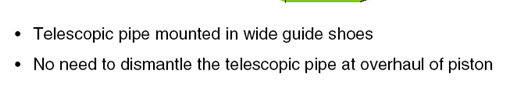 • Telescopic pipe mounted in wide guide shoes
• No need to dismantle the telescopic pipe at overhaul of piston